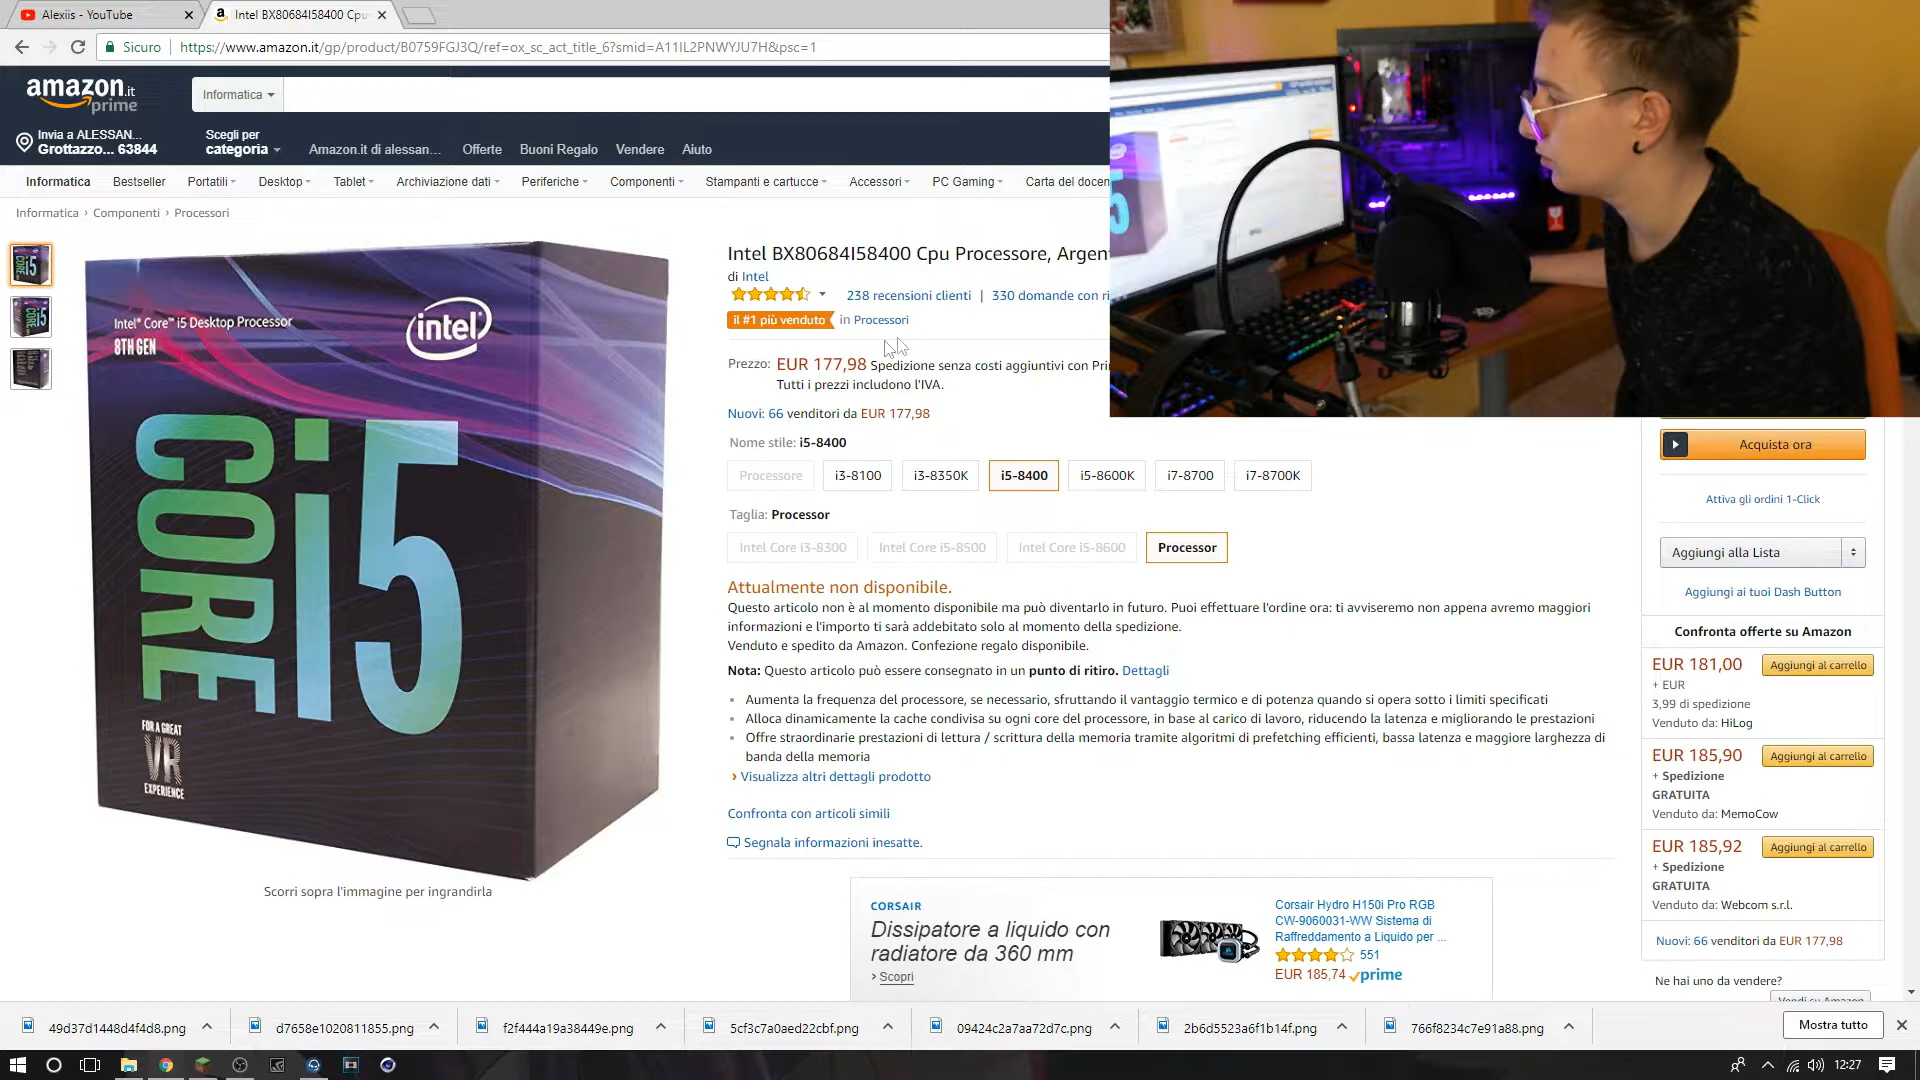 Alexiis - YouTube
Intel BX80684I58400 Cpu
Sicuro
https://www.amazon.it/gp/product/B0759FGJ3Q/ref=ox_sc_act_title_6?smid=A11IL2PNWYJU7H&psc=1
amazon.it
prime
Informatica
Invia a ALESSAN...
Grottazzo... 63844
Scegli per
categoria
Amazon.it di alessan...
Offerte
Buoni Regalo
Vendere
Aiuto
Informatica
Bestseller
Portatili
Desktop
Tablet
Archiviazione dati
Periferiche
Componenti
Stampanti e cartucce
Accessori
PC Gaming
Carta del docen
Informatica › Componenti › Processori
Intel BX80684I58400 Cpu Processore, Argen
di Intel
238 recensioni clienti | 330 domande con ri
il #1 più venduto in Processori
Prezzo: EUR 177,98 Spedizione senza costi aggiuntivi con Pri
Tutti i prezzi includono l'IVA.
Nuovi: 66 venditori da EUR 177,98
Nome stile: i5-8400
Processore
i3-8100
i3-8350K
i5-8400
i5-8600K
i7-8700
i7-8700K
Taglia: Processor
Intel Core i3-8300
Intel Core i5-8500
Intel Core i5-8600
Processor
Attualmente non disponibile.
Questo articolo non è al momento disponibile ma può diventarlo in futuro. Puoi effettuare l'ordine ora: ti avviseremo non appena avremo maggiori
informazioni e l'importo ti sarà addebitato solo al momento della spedizione.
Venduto e spedito da Amazon. Confezione regalo disponibile.
Nota: Questo articolo può essere consegnato in un punto di ritiro. Dettagli
Aumenta la frequenza del processore, se necessario, sfruttando il vantaggio termico e di potenza quando si opera sotto i limiti specificati
Alloca dinamicamente la cache condivisa su ogni core del processore, in base al carico di lavoro, riducendo la latenza e migliorando le prestazioni
Offre straordinarie prestazioni di lettura / scrittura della memoria tramite algoritmi di prefetching efficienti, bassa latenza e maggiore larghezza di
banda della memoria
› Visualizza altri dettagli prodotto
Confronta con articoli simili
Segnala informazioni inesatte.
Intel® Core™ i5 Desktop Processor
8TH GEN
intel
CORE
i5
FOR A GREAT
VR
EXPERIENCE
Scorri sopra l'immagine per ingrandirla
CORSAIR
Dissipatore a liquido con
radiatore da 360 mm
› Scopri
Corsair Hydro H150i Pro RGB
CW-9060031-WW Sistema di
Raffreddamento a Liquido per ...
551
EUR 185,74 prime
Acquista ora
Attiva gli ordini 1-Click
Aggiungi alla Lista
Aggiungi ai tuoi Dash Button
Confronta offerte su Amazon
EUR 181,00
Aggiungi al carrello
+ EUR
3,99 di spedizione
Venduto da: HiLog
EUR 185,90
Aggiungi al carrello
+ Spedizione
GRATUITA
Venduto da: MemoCow
EUR 185,92
Aggiungi al carrello
+ Spedizione
GRATUITA
Venduto da: Webcom s.r.l.
Nuovi: 66 venditori da EUR 177,98
Ne hai uno da vendere?
Vendi su Amazon
49d37d1448d4f4d8.png
d7658e1020811855.png
f2f444a19a38449e.png
5cf3c7a0aed22cbf.png
09424c2a7aa72d7c.png
2b6d5523a6f1b14f.png
766f8234c7e91a88.png
Mostra tutto
12:27